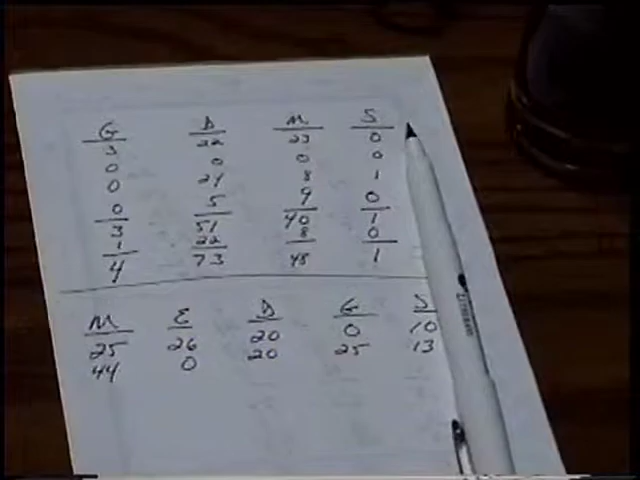 G D M S
3 22 23 0
0 0 0 0
0 24 8 1
0 5 9 0
3 51 40 1
1 22 8 0
4 73 48 1
M E D G S
25 26 20 0 10
44 0 20 25 13